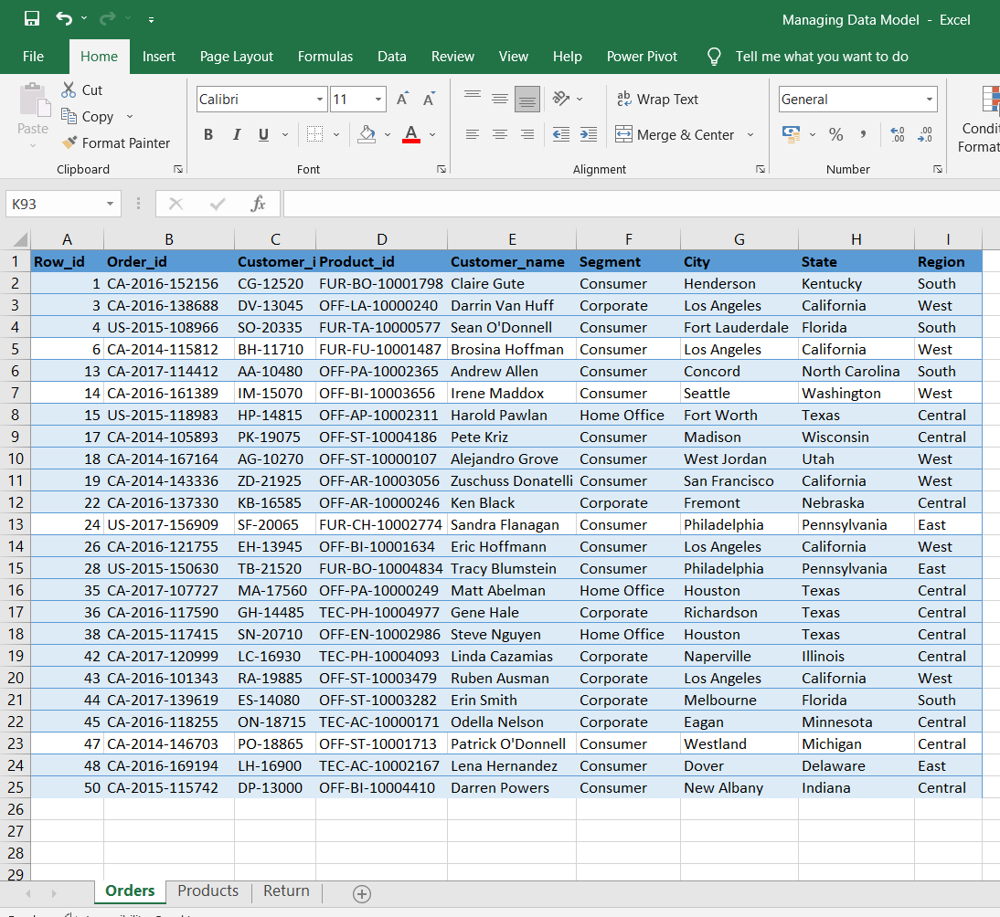 Managing Data Model - Excel
File Home Insert Page Layout Formulas Data Review View Help Power Pivot Tell me what you want to do
Paste
Cut
Copy
Format Painter
Clipboard
Calibri 11
B I U A
Font
ab Wrap Text
Merge & Center
Alignment
General
% ,
Number
Condit
Format
K93 fx
A B C D E F G H I
1 Row_id Order_id Customer_i Product_id Customer_name Segment City State Region
2 1 CA-2016-152156 CG-12520 FUR-BO-10001798 Claire Gute Consumer Henderson Kentucky South
3 3 CA-2016-138688 DV-13045 OFF-LA-10000240 Darrin Van Huff Corporate Los Angeles California West
4 4 US-2015-108966 SO-20335 FUR-TA-10000577 Sean O'Donnell Consumer Fort Lauderdale Florida South
5 6 CA-2014-115812 BH-11710 FUR-FU-10001487 Brosina Hoffman Consumer Los Angeles California West
6 13 CA-2017-114412 AA-10480 OFF-PA-10002365 Andrew Allen Consumer Concord North Carolina South
7 14 CA-2016-161389 IM-15070 OFF-BI-10003656 Irene Maddox Consumer Seattle Washington West
8 15 US-2015-118983 HP-14815 OFF-AP-10002311 Harold Pawlan Home Office Fort Worth Texas Central
9 17 CA-2014-105893 PK-19075 OFF-ST-10004186 Pete Kriz Consumer Madison Wisconsin Central
10 18 CA-2014-167164 AG-10270 OFF-ST-10000107 Alejandro Grove Consumer West Jordan Utah West
11 19 CA-2014-143336 ZD-21925 OFF-AR-10003056 Zuschuss Donatelli Consumer San Francisco California West
12 22 CA-2016-137330 KB-16585 OFF-AR-10000246 Ken Black Corporate Fremont Nebraska Central
13 24 US-2017-156909 SF-20065 FUR-CH-10002774 Sandra Flanagan Consumer Philadelphia Pennsylvania East
14 26 CA-2016-121755 EH-13945 OFF-BI-10001634 Eric Hoffmann Consumer Los Angeles California West
15 28 US-2015-150630 TB-21520 FUR-BO-10004834 Tracy Blumstein Consumer Philadelphia Pennsylvania East
16 35 CA-2017-107727 MA-17560 OFF-PA-10000249 Matt Abelman Home Office Houston Texas Central
17 36 CA-2016-117590 GH-14485 TEC-PH-10004977 Gene Hale Corporate Richardson Texas Central
18 38 CA-2015-117415 SN-20710 OFF-EN-10002986 Steve Nguyen Home Office Houston Texas Central
19 42 CA-2017-120999 LC-16930 TEC-PH-10004093 Linda Cazamias Corporate Naperville Illinois Central
20 43 CA-2016-101343 RA-19885 OFF-ST-10003479 Ruben Ausman Corporate Los Angeles California West
21 44 CA-2017-139619 ES-14080 OFF-ST-10003282 Erin Smith Corporate Melbourne Florida South
22 45 CA-2016-118255 ON-18715 TEC-AC-10000171 Odella Nelson Corporate Eagan Minnesota Central
23 47 CA-2014-146703 PO-18865 OFF-ST-10001713 Patrick O'Donnell Consumer Westland Michigan Central
24 48 CA-2016-169194 LH-16900 TEC-AC-10002167 Lena Hernandez Consumer Dover Delaware East
25 50 CA-2015-115742 DP-13000 OFF-BI-10004410 Darren Powers Consumer New Albany Indiana Central
26
27
28
29
Orders Products Return